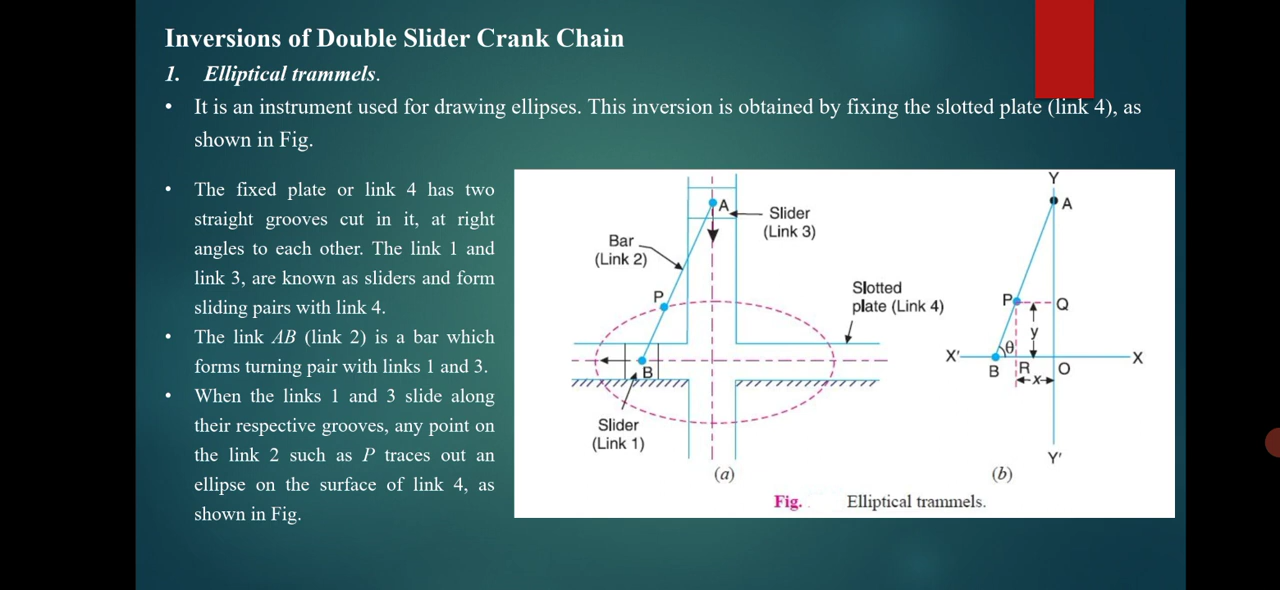 Inversions of Double Slider Crank Chain
1. Elliptical trammels.
• It is an instrument used for drawing ellipses. This inversion is obtained by fixing the slotted plate (link 4), as
shown in Fig.
• The fixed plate or link 4 has two
straight grooves cut in it, at right
angles to each other. The link 1 and
link 3, are known as sliders and form
sliding pairs with link 4.
• The link AB (link 2) is a bar which
forms turning pair with links 1 and 3.
• When the links 1 and 3 slide along
their respective grooves, any point on
the link 2 such as P traces out an
ellipse on the surface of link 4, as
shown in Fig.
A
Slider
(Link 3)
Bar
(Link 2)
P
Slotted
plate (Link 4)
B
Slider
(Link 1)
(a)
Y
A
P
Q
y
θ
X'
X
B
R
O
x
Y'
(b)
Fig. Elliptical trammels.